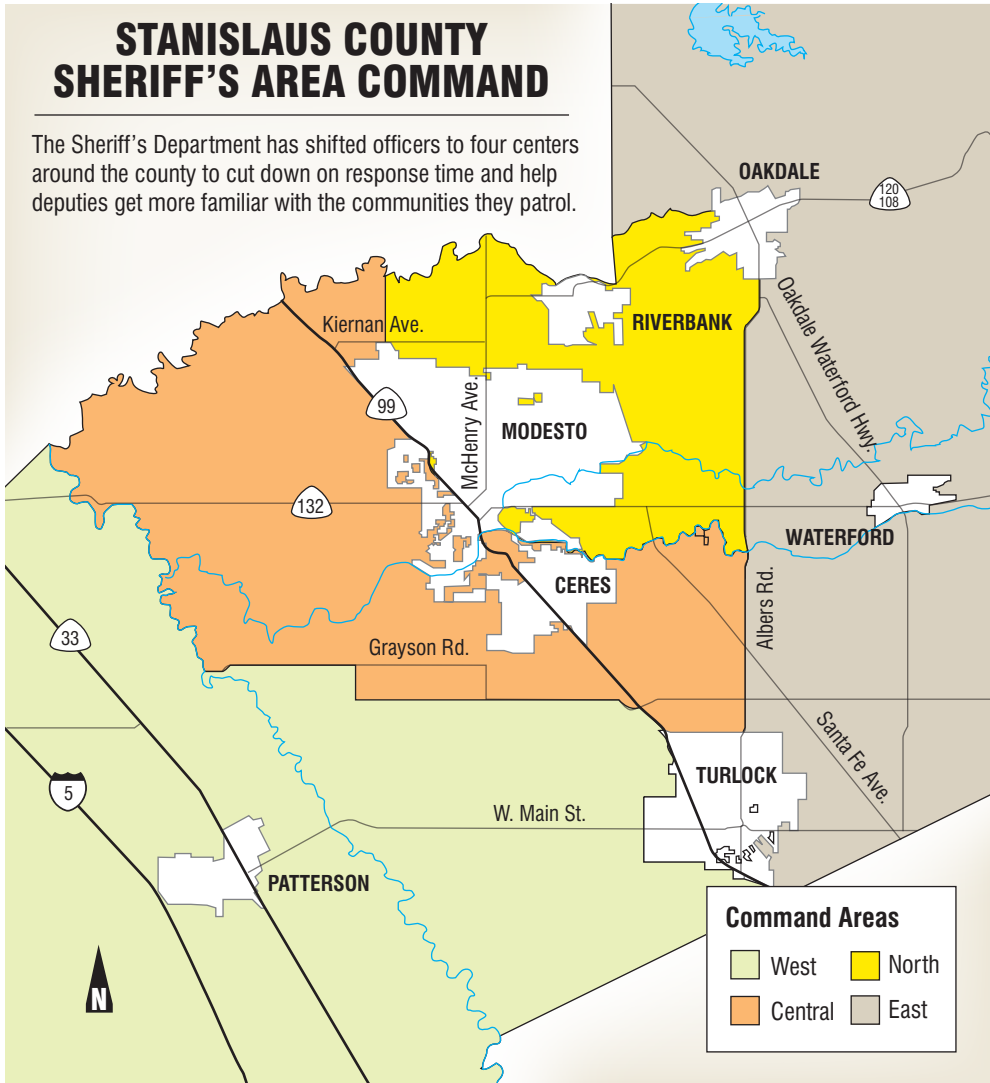 STANISLAUS COUNTY
SHERIFF'S AREA COMMAND
The Sheriff's Department has shifted officers to four centers
around the county to cut down on response time and help
deputies get more familiar with the communities they patrol.
OAKDALE
120
108
Oakdale Waterford Hwy.
Kiernan Ave.
RIVERBANK
99
McHenry Ave.
MODESTO
132
WATERFORD
CERES
Albers Rd.
33
Grayson Rd.
Santa Fe Ave.
5
TURLOCK
W. Main St.
PATTERSON
N
Command Areas
West
North
Central
East